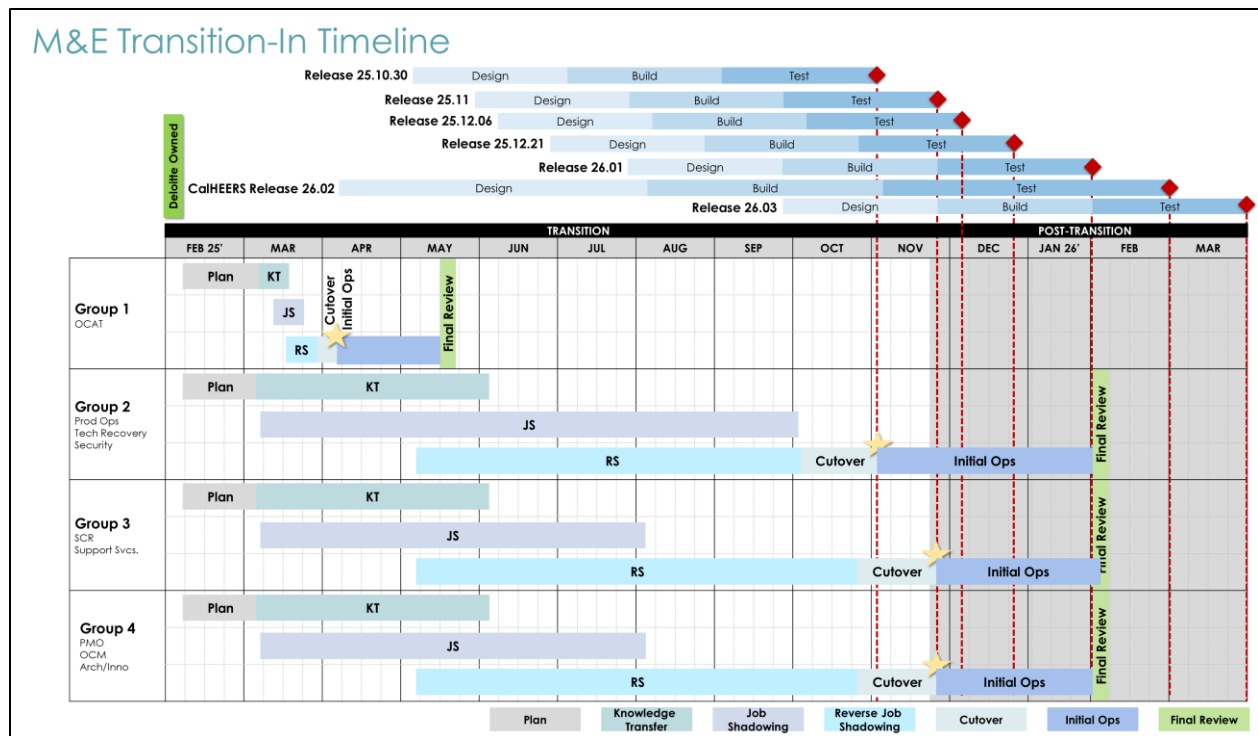 M&E Transition-In Timeline
Release 25.10.30 Design Build Test
Release 25.11 Design Build Test
Release 25.12.06 Design Build Test
Release 25.12.21 Design Build Test
Release 26.01 Design Build Test
CalHEERS Release 26.02 Design Build Test
Release 26.03 Design Build Test
Deloitte Owned
TRANSITION POST-TRANSITION
FEB 25' MAR APR MAY JUN JUL AUG SEP OCT NOV DEC JAN 26' FEB MAR
Group 1
OCAT
Plan KT
JS
RS
Cutover
Initial Ops
Final Review
Group 2
Prod Ops
Tech Recovery
Security
Plan KT
JS
RS Cutover Initial Ops
Final Review
Group 3
SCR
Support Svcs.
Plan KT
JS
RS Cutover Initial Ops
Final Review
Group 4
PMO
OCM
Arch/Inno
Plan KT
JS
RS Cutover Initial Ops
Final Review
Plan
Knowledge
Transfer
Job
Shadowing
Reverse Job
Shadowing
Cutover
Initial Ops
Final Review